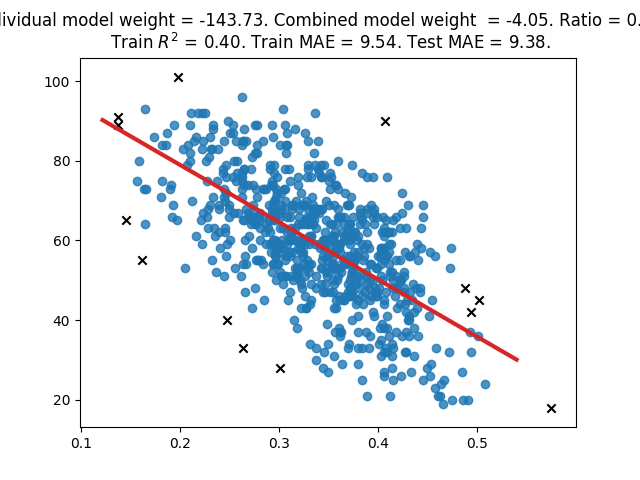 model weight = -143.73. Combined model weight = -4.05. Ratio = 0.
Train R² = 0.40. Train MAE = 9.54. Test MAE = 9.38.
100
80
60
40
20
0.1 0.2 0.3 0.4 0.5